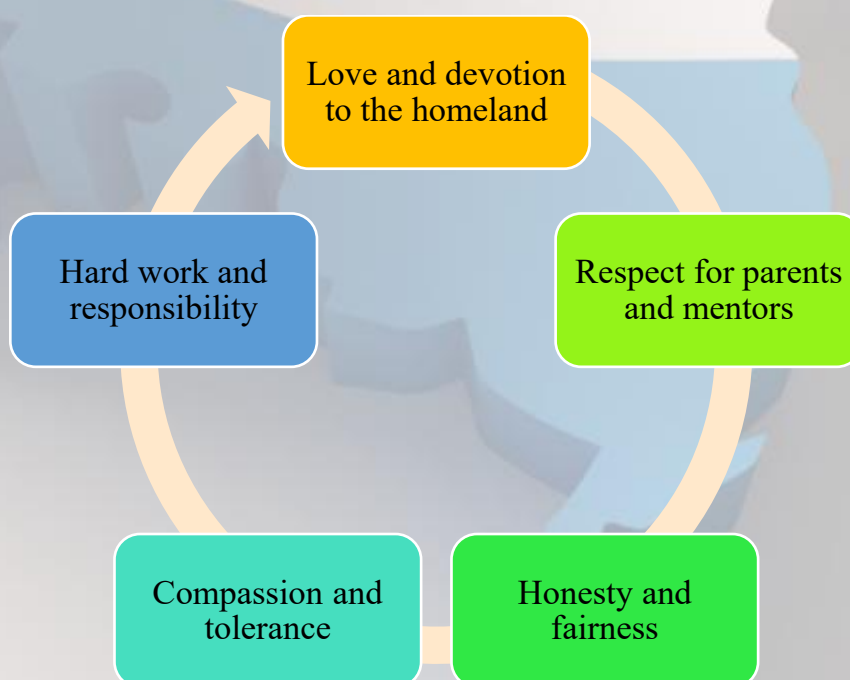 Love and devotion
to the homeland
Respect for parents
and mentors
Honesty and
fairness
Compassion and
tolerance
Hard work and
responsibility